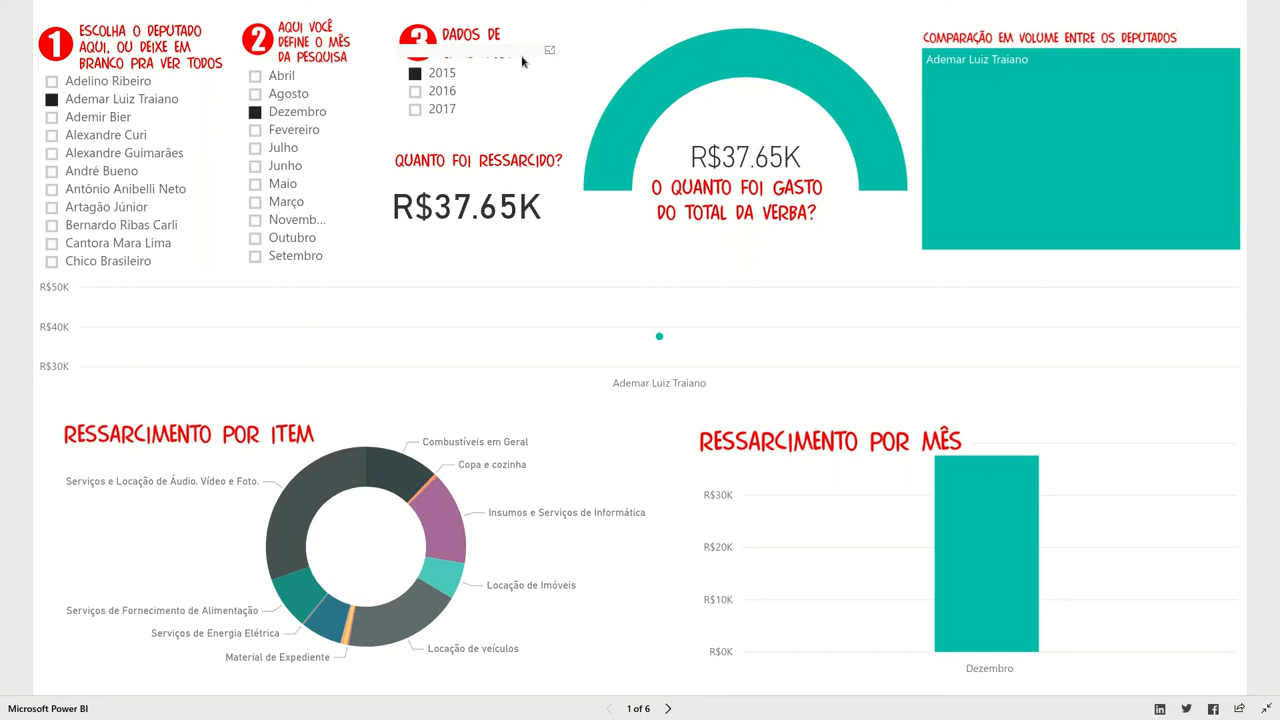 1
ESCOLHA O DEPUTADO
AQUI, OU DEIXE EM
BRANCO PRA VER TODOS
Adelino Ribeiro
Ademar Luiz Traiano
Ademir Bier
Alexandre Curi
Alexandre Guimarães
André Bueno
Antônio Anibelli Neto
Artagão Júnior
Bernardo Ribas Carli
Cantora Mara Lima
Chico Brasileiro
2
AQUI VOCÊ
DEFINE O MÊS
DA PESQUISA
Abril
Agosto
Dezembro
Fevereiro
Julho
Junho
Maio
Março
Novemb...
Outubro
Setembro
3
DADOS DE
2015
2016
2017
QUANTO FOI RESSARCIDO?
R$37.65K
R$37.65K
O QUANTO FOI GASTO
DO TOTAL DA VERBA?
COMPARAÇÃO EM VOLUME ENTRE OS DEPUTADOS
Ademar Luiz Traiano
R$50K
R$40K
R$30K
Ademar Luiz Traiano
RESSARCIMENTO POR ITEM
Combustíveis em Geral
Copa e cozinha
Serviços e Locação de Áudio, Vídeo e Foto.
Insumos e Serviços de Informática
Locação de Imóveis
Serviços de Fornecimento de Alimentação
Serviços de Energia Elétrica
Locação de veículos
Material de Expediente
RESSARCIMENTO POR MÊS
R$30K
R$20K
R$10K
R$0K
Dezembro
Microsoft Power BI
1 of 6